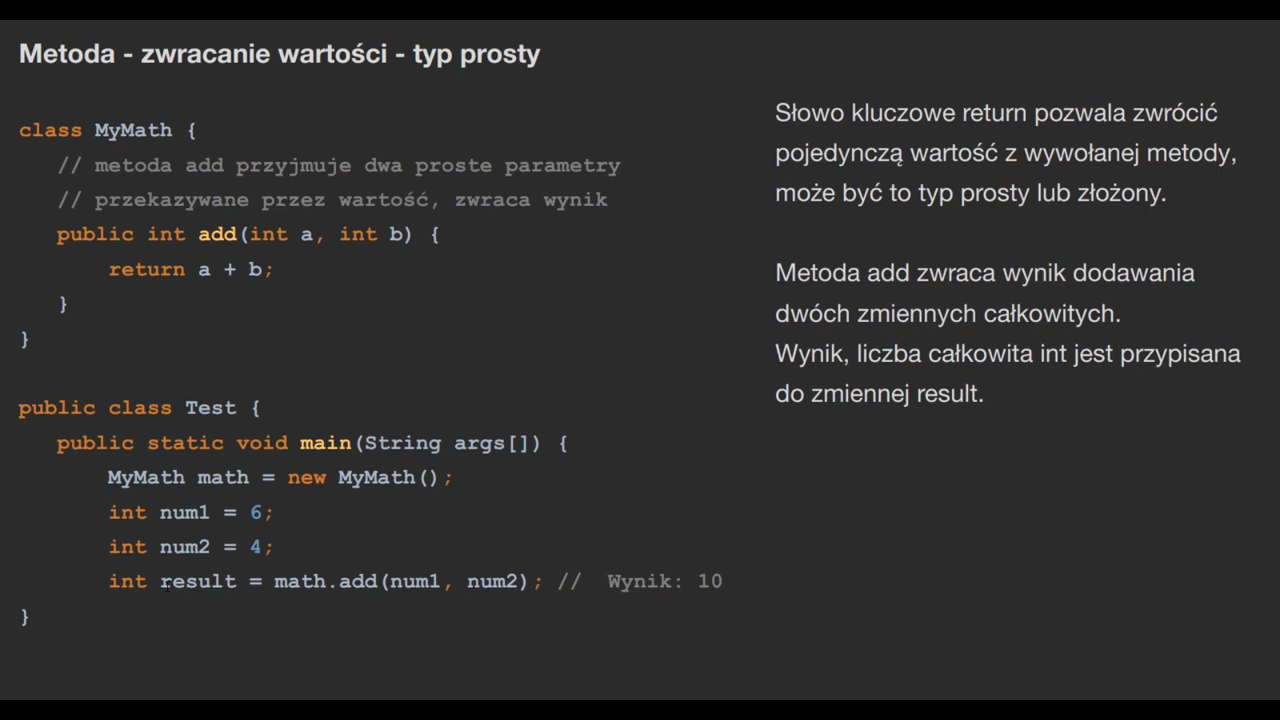 Metoda - zwracanie wartości - typ prosty
class MyMath {
// metoda add przyjmuje dwa proste parametry
// przekazywane przez wartość, zwraca wynik
public int add(int a, int b) {
return a + b;
}
}
public class Test {
public static void main(String args[]) {
MyMath math = new MyMath();
int num1 = 6;
int num2 = 4;
int result = math.add(num1, num2); // Wynik: 10
}
Słowo kluczowe return pozwala zwrócić
pojedynczą wartość z wywołanej metody,
może być to typ prosty lub złożony.
Metoda add zwraca wynik dodawania
dwóch zmiennych całkowitych.
Wynik, liczba całkowita int jest przypisana
do zmiennej result.